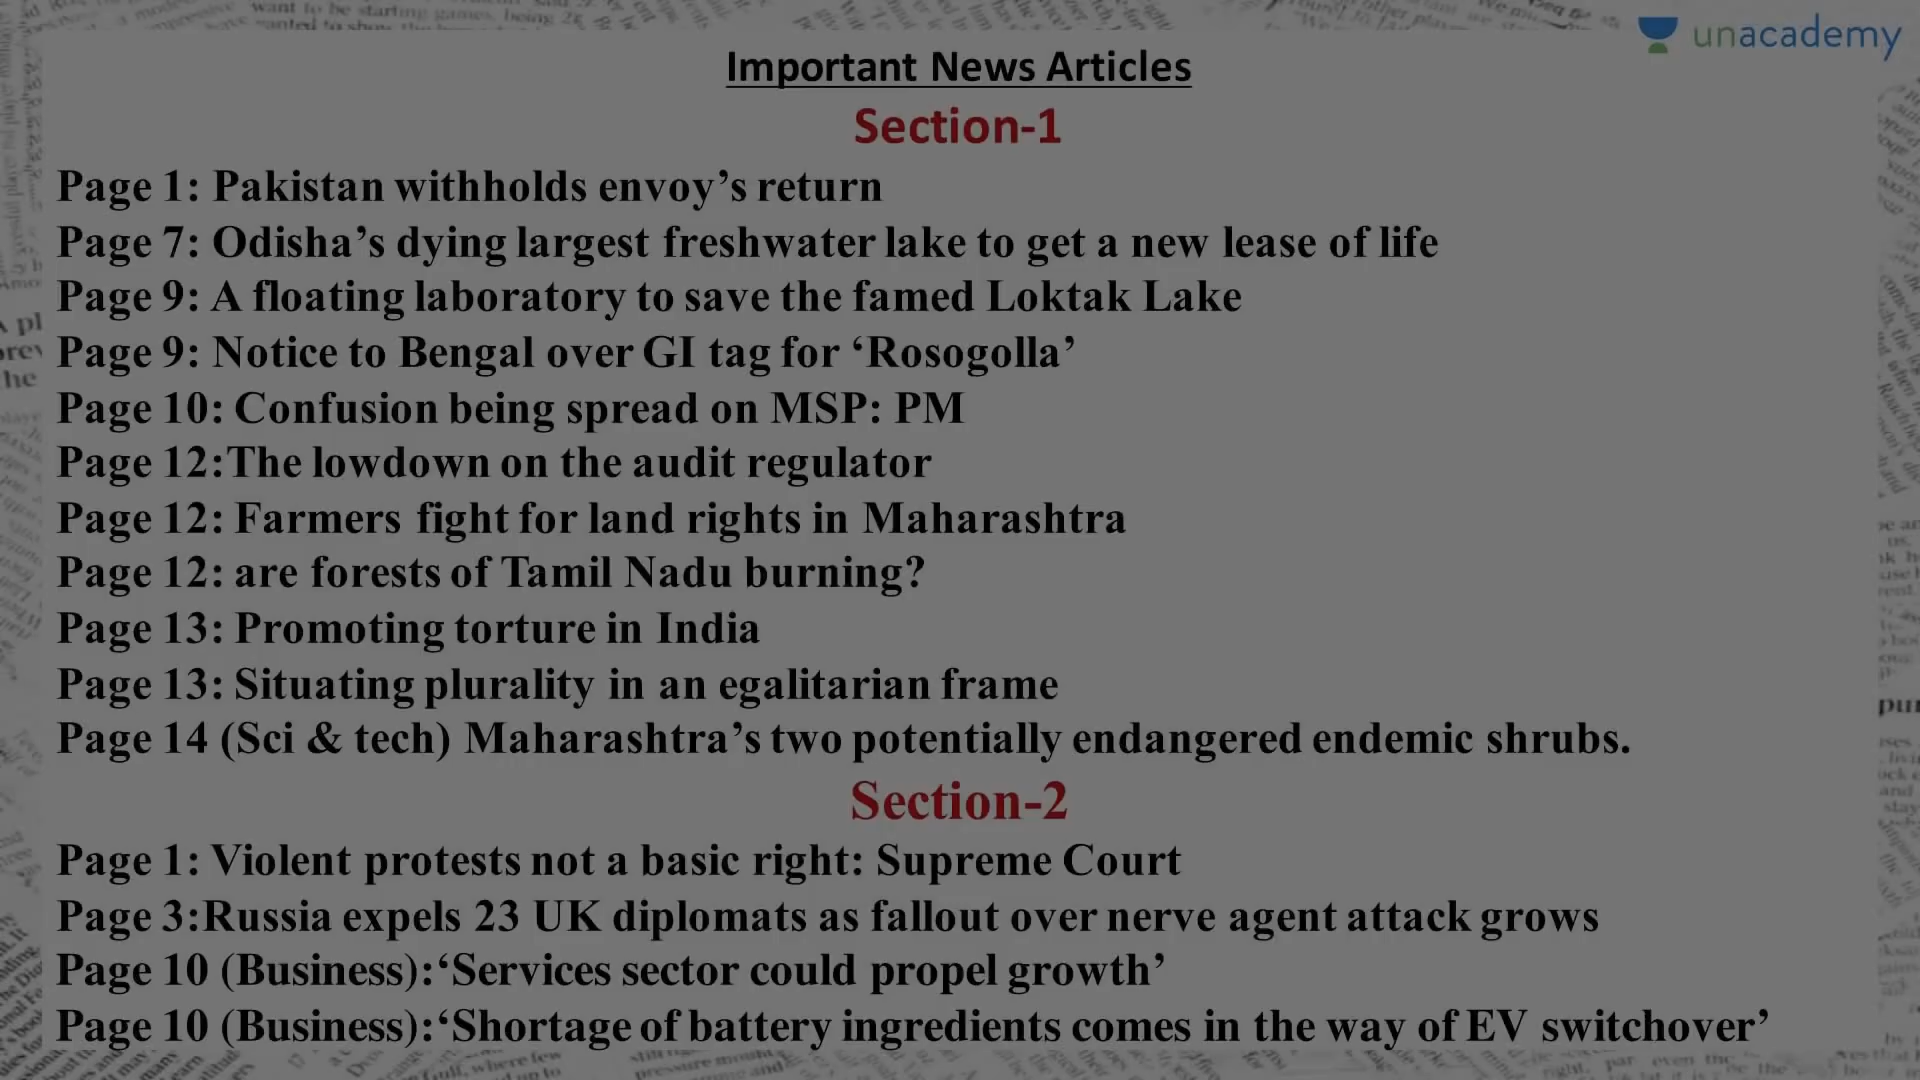 unacademy
Important News Articles
Section-1
Page 1: Pakistan withholds envoy’s return
Page 7: Odisha’s dying largest freshwater lake to get a new lease of life
Page 9: A floating laboratory to save the famed Loktak Lake
Page 9: Notice to Bengal over GI tag for ‘Rosogolla’
Page 10: Confusion being spread on MSP: PM
Page 12:The lowdown on the audit regulator
Page 12: Farmers fight for land rights in Maharashtra
Page 12: are forests of Tamil Nadu burning?
Page 13: Promoting torture in India
Page 13: Situating plurality in an egalitarian frame
Page 14 (Sci & tech) Maharashtra’s two potentially endangered endemic shrubs.
Section-2
Page 1: Violent protests not a basic right: Supreme Court
Page 3:Russia expels 23 UK diplomats as fallout over nerve agent attack grows
Page 10 (Business):‘Services sector could propel growth’
Page 10 (Business):‘Shortage of battery ingredients comes in the way of EV switchover’